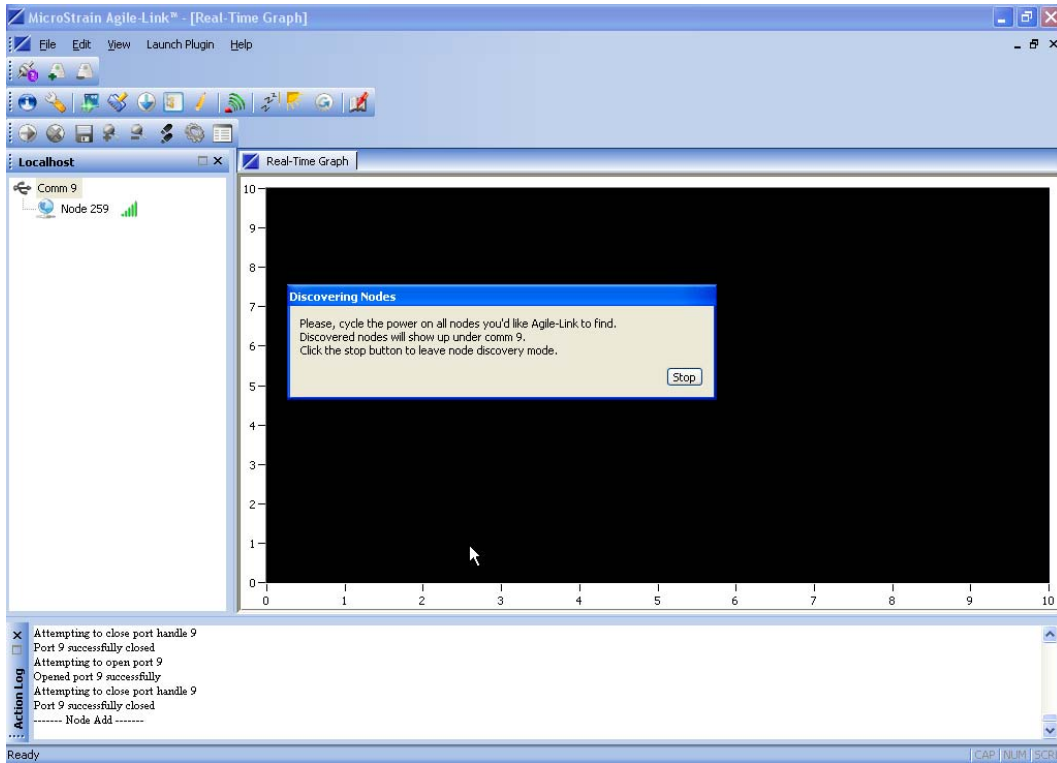 MicroStrain Agile-Link™ - [Real-Time Graph]
File Edit View Launch Plugin Help
Localhost
Real-Time Graph
Comm 9
Node 259
10
9
8
7
6
5
4
3
2
1
0
0 1 2 3 4 5 6 7 8 9 10
Discovering Nodes
Please, cycle the power on all nodes you'd like Agile-Link to find.
Discovered nodes will show up under comm 9.
Click the stop button to leave node discovery mode.
Stop
Action Log
Attempting to close port handle 9
Port 9 successfully closed
Attempting to open port 9
Opened port 9 successfully
Attempting to close port handle 9
Port 9 successfully closed
------- Node Add -------
Ready
CAP NUM SCRL